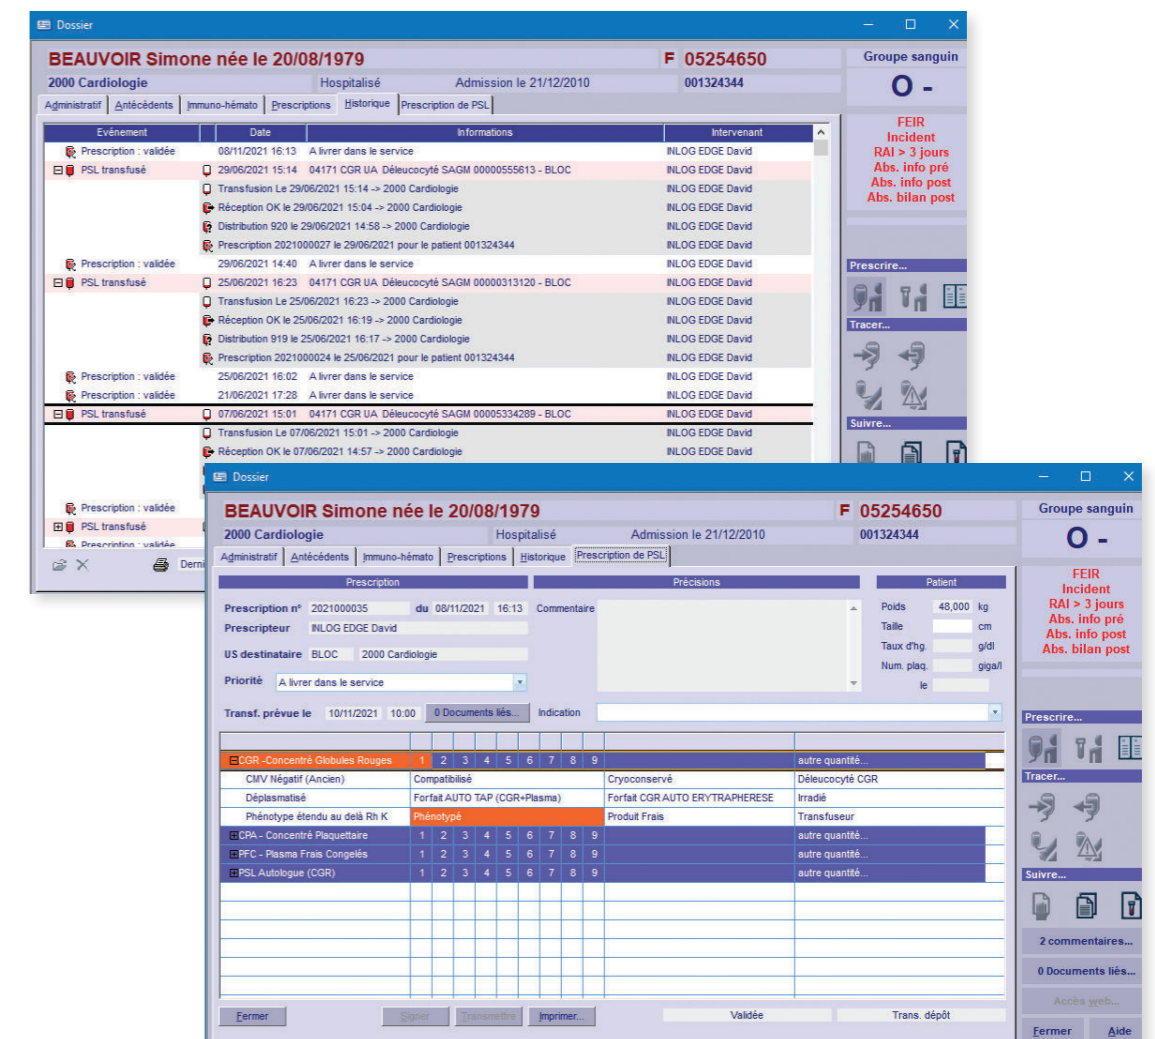 Dossier
BEAUVOIR Simone née le 20/08/1979 F 05254650
2000 Cardiologie Hospitalisé Admission le 21/12/2010 001324344
Administratif Antécédents Immuno-hémato Prescriptions Historique Prescription de PSL
Evénement Date Informations Intervenant
Prescription : validée 08/11/2021 16:13 A livrer dans le service INLOG EDGE David
PSL transfusé 29/06/2021 15:14 04171 CGR UA Déleucocyté SAGM 00000555613 - BLOC INLOG EDGE David
Transfusion Le 29/06/2021 15:14 -> 2000 Cardiologie INLOG EDGE David
Réception OK le 29/06/2021 15:04 -> 2000 Cardiologie INLOG EDGE David
Distribution 920 le 29/06/2021 14:58 -> 2000 Cardiologie INLOG EDGE David
Prescription 2021000027 le 29/06/2021 pour le patient 001324344 INLOG EDGE David
Prescription : validée 29/06/2021 14:40 A livrer dans le service INLOG EDGE David
PSL transfusé 25/06/2021 16:23 04171 CGR UA Déleucocyté SAGM 00000313120 - BLOC INLOG EDGE David
Transfusion Le 25/06/2021 16:23 -> 2000 Cardiologie INLOG EDGE David
Réception OK le 25/06/2021 16:19 -> 2000 Cardiologie INLOG EDGE David
Distribution 919 le 25/06/2021 16:17 -> 2000 Cardiologie INLOG EDGE David
Prescription 2021000024 le 25/06/2021 pour le patient 001324344 INLOG EDGE David
Prescription : validée 25/06/2021 16:02 A livrer dans le service INLOG EDGE David
Prescription : validée 21/06/2021 17:28 A livrer dans le service INLOG EDGE David
PSL transfusé 07/06/2021 15:01 04171 CGR UA Déleucocyté SAGM 00005334289 - BLOC INLOG EDGE David
Transfusion Le 07/06/2021 15:01 -> 2000 Cardiologie INLOG EDGE David
Réception OK le 07/06/2021 14:57 -> 2000 Cardiologie INLOG EDGE David
Prescription : validée
PSL transfusé
Prescription : validée
Groupe sanguin
O -
FEIR
Incident
RAI > 3 jours
Abs. info pré
Abs. info post
Abs. bilan post
Prescrire...
Tracer...
Suivre...
Dossier
BEAUVOIR Simone née le 20/08/1979 F 05254650
2000 Cardiologie Hospitalisé Admission le 21/12/2010 001324344
Administratif Antécédents Immuno-hémato Prescriptions Historique Prescription de PSL
Prescription Précisions Patient
Prescription n° 2021000035 du 08/11/2021 16:13 Commentaire Poids 48,000 kg
Prescripteur INLOG EDGE David Taille cm
US destinataire BLOC 2000 Cardiologie Taux d'hg. g/dl
Num. plaq. giga/l
Priorité A livrer dans le service le
Transf. prévue le 10/11/2021 10:00 0 Documents liés... Indication
CGR -Concentré Globules Rouges 1 2 3 4 5 6 7 8 9 autre quantité...
CMV Négatif (Ancien) Compatibilisé Cryoconservé Déleucocyté CGR
Déplasmatisé Forfait AUTO TAP (CGR+Plasma) Forfait CGR AUTO ERYTRAPHERESE Irradié
Phénotype étendu au delà Rh K Phénotypé Produit Frais Transfuseur
CPA - Concentré Plaquettaire 1 2 3 4 5 6 7 8 9 autre quantité...
PFC - Plasma Frais Congelés 1 2 3 4 5 6 7 8 9 autre quantité...
PSL Autologue (CGR) 1 2 3 4 5 6 7 8 9 autre quantité...
Fermer Signer Transmettre Imprimer... Validée Trans. dépôt
Groupe sanguin
O -
FEIR
Incident
RAI > 3 jours
Abs. info pré
Abs. info post
Abs. bilan post
Prescrire...
Tracer...
Suivre...
2 commentaires...
0 Documents liés...
Accès web...
Fermer Aide